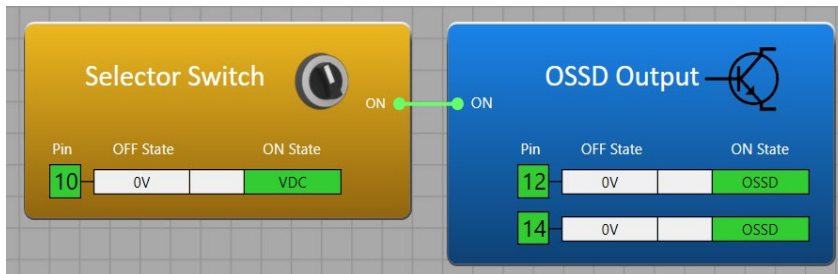 Selector Switch
ON
Pin OFF State ON State
10 0V VDC
OSSD Output
ON
Pin OFF State ON State
12 0V OSSD
14 0V OSSD